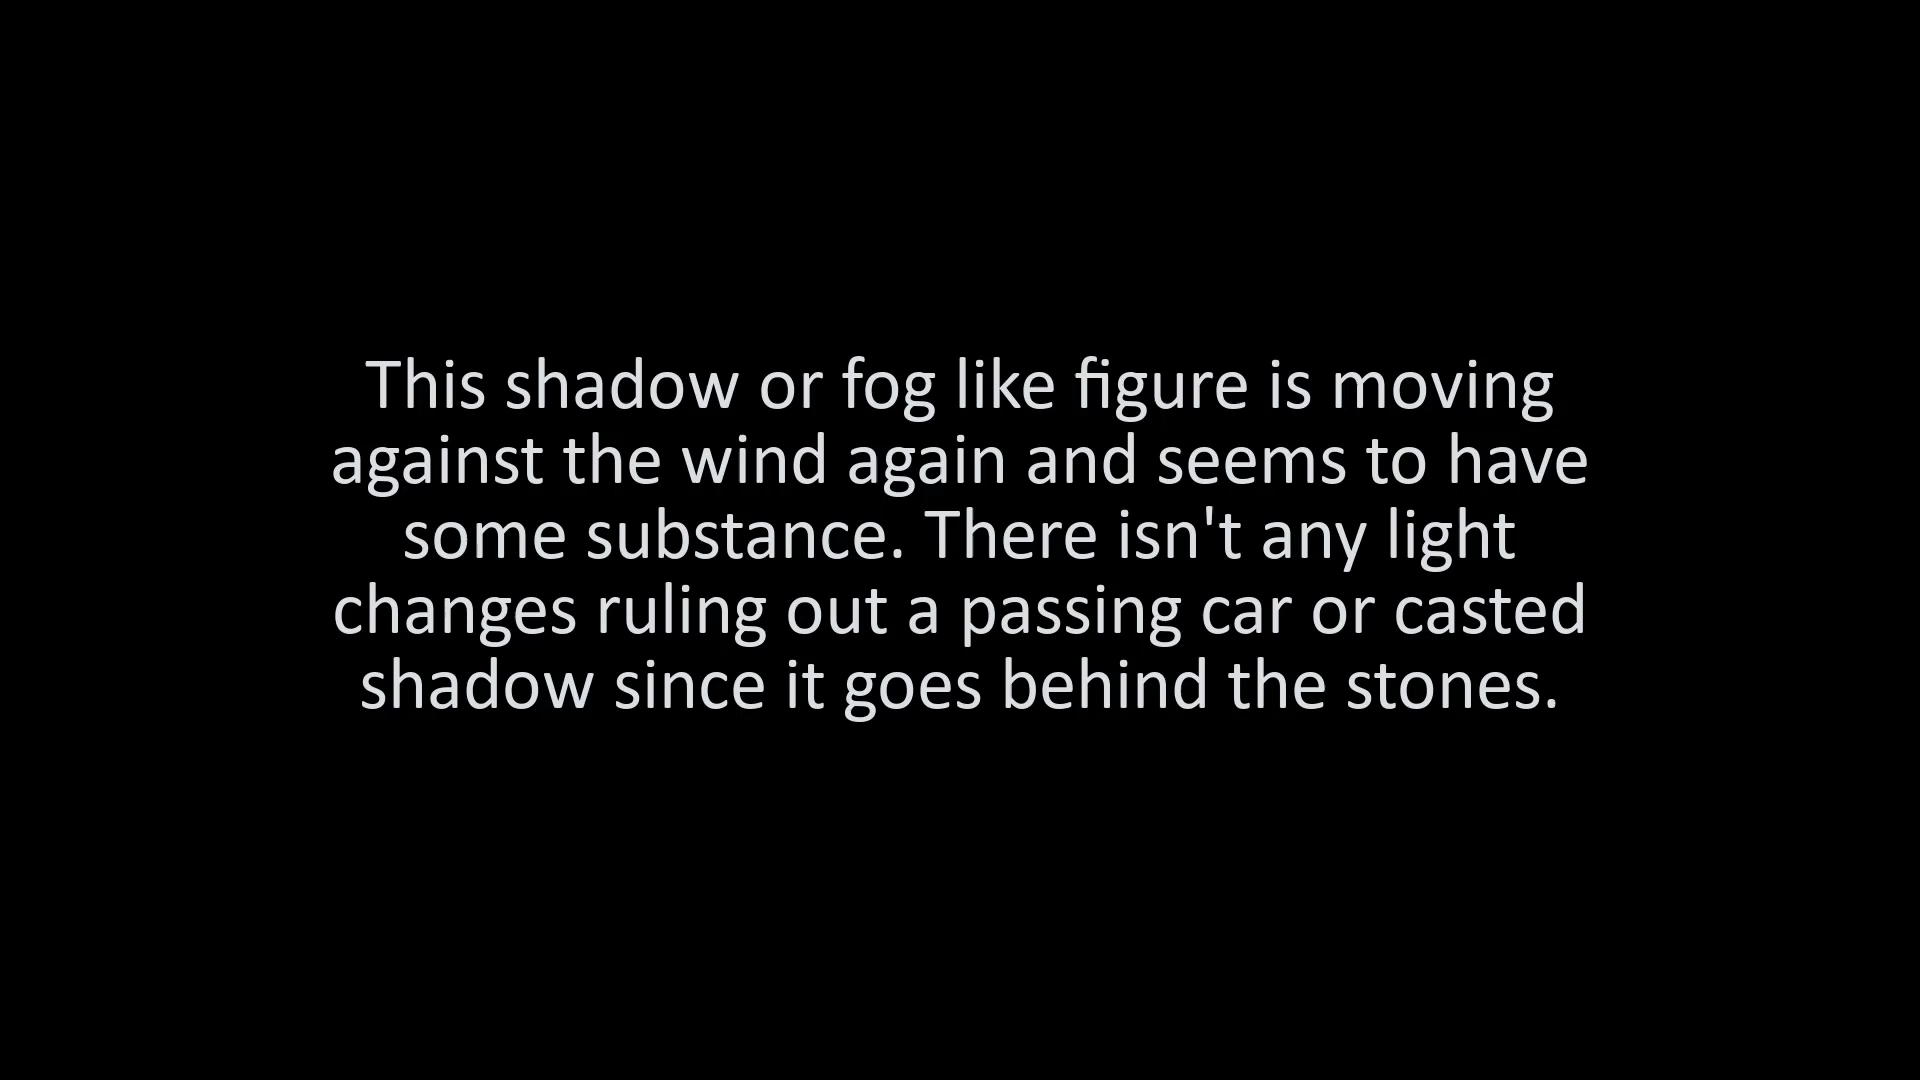 This shadow or fog like figure is moving
against the wind again and seems to have
some substance. There isn't any light
changes ruling out a passing car or casted
shadow since it goes behind the stones.